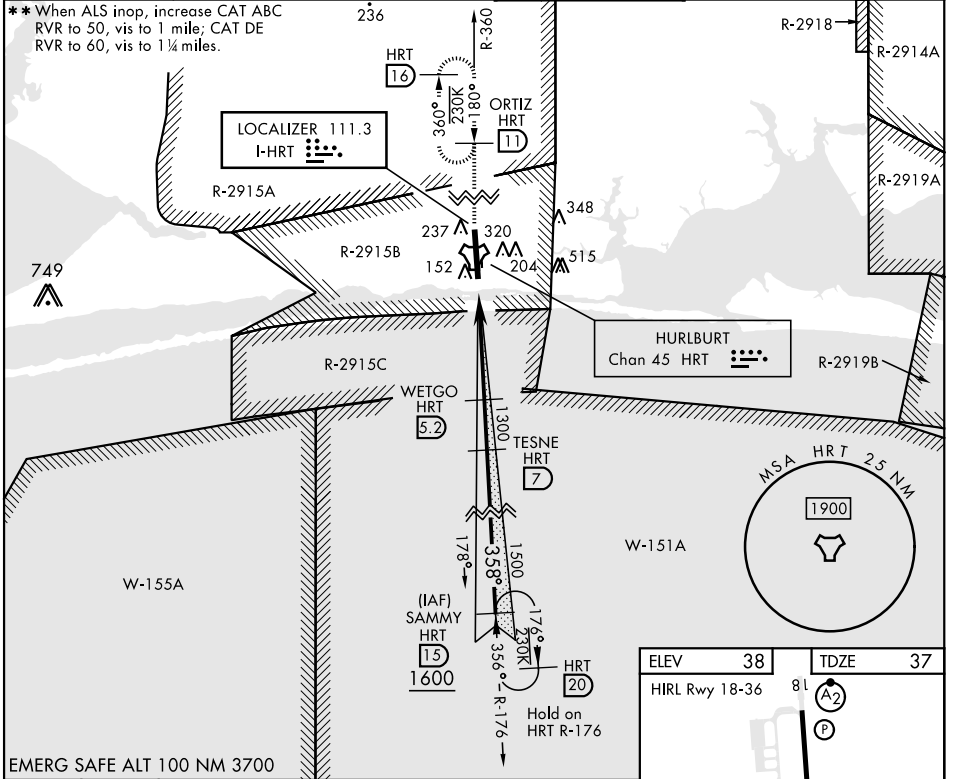 ** When ALS inop, increase CAT ABC
RVR to 50, vis to 1 mile; CAT DE
RVR to 60, vis to 1¼ miles.
236
R-360
R-2918
R-2914A
HRT
16
360°
230K
180°
ORTIZ
HRT
11
LOCALIZER 111.3
I-HRT
R-2915A
R-2919A
348
237
320
R-2915B
152
204
515
749
HURLBURT
Chan 45 HRT
R-2915C
R-2919B
WETGO
HRT
5.2
1300
TESNE
HRT
7
MSA HRT 25 NM
1900
178°
358°
1500
W-151A
W-155A
(IAF)
SAMMY
HRT
15
1600
176°
230K
356°
R-176
HRT
20
Hold on
HRT R-176
ELEV 38
TDZE 37
HIRL Rwy 18-36
18
A2
P
EMERG SAFE ALT 100 NM 3700